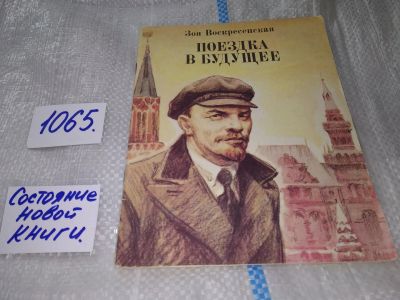 Зоя Воскресенская
ПОЕЗДКА
В БУДУЩЕЕ
1065.
Состояние
новой
книги.